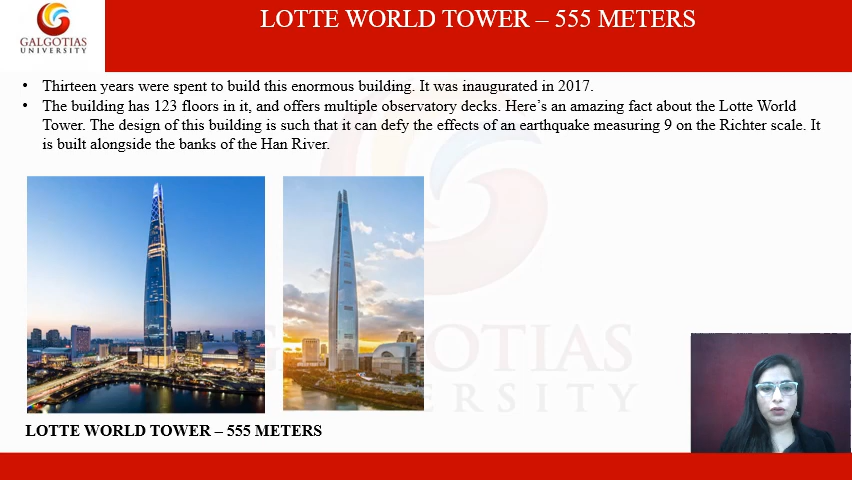 LOTTE WORLD TOWER – 555 METERS
GALGOTIAS
UNIVERSITY
• Thirteen years were spent to build this enormous building. It was inaugurated in 2017.
• The building has 123 floors in it, and offers multiple observatory decks. Here’s an amazing fact about the Lotte World
Tower. The design of this building is such that it can defy the effects of an earthquake measuring 9 on the Richter scale. It
is built alongside the banks of the Han River.
GALGOTIAS
UNIVERSITY
LOTTE WORLD TOWER – 555 METERS